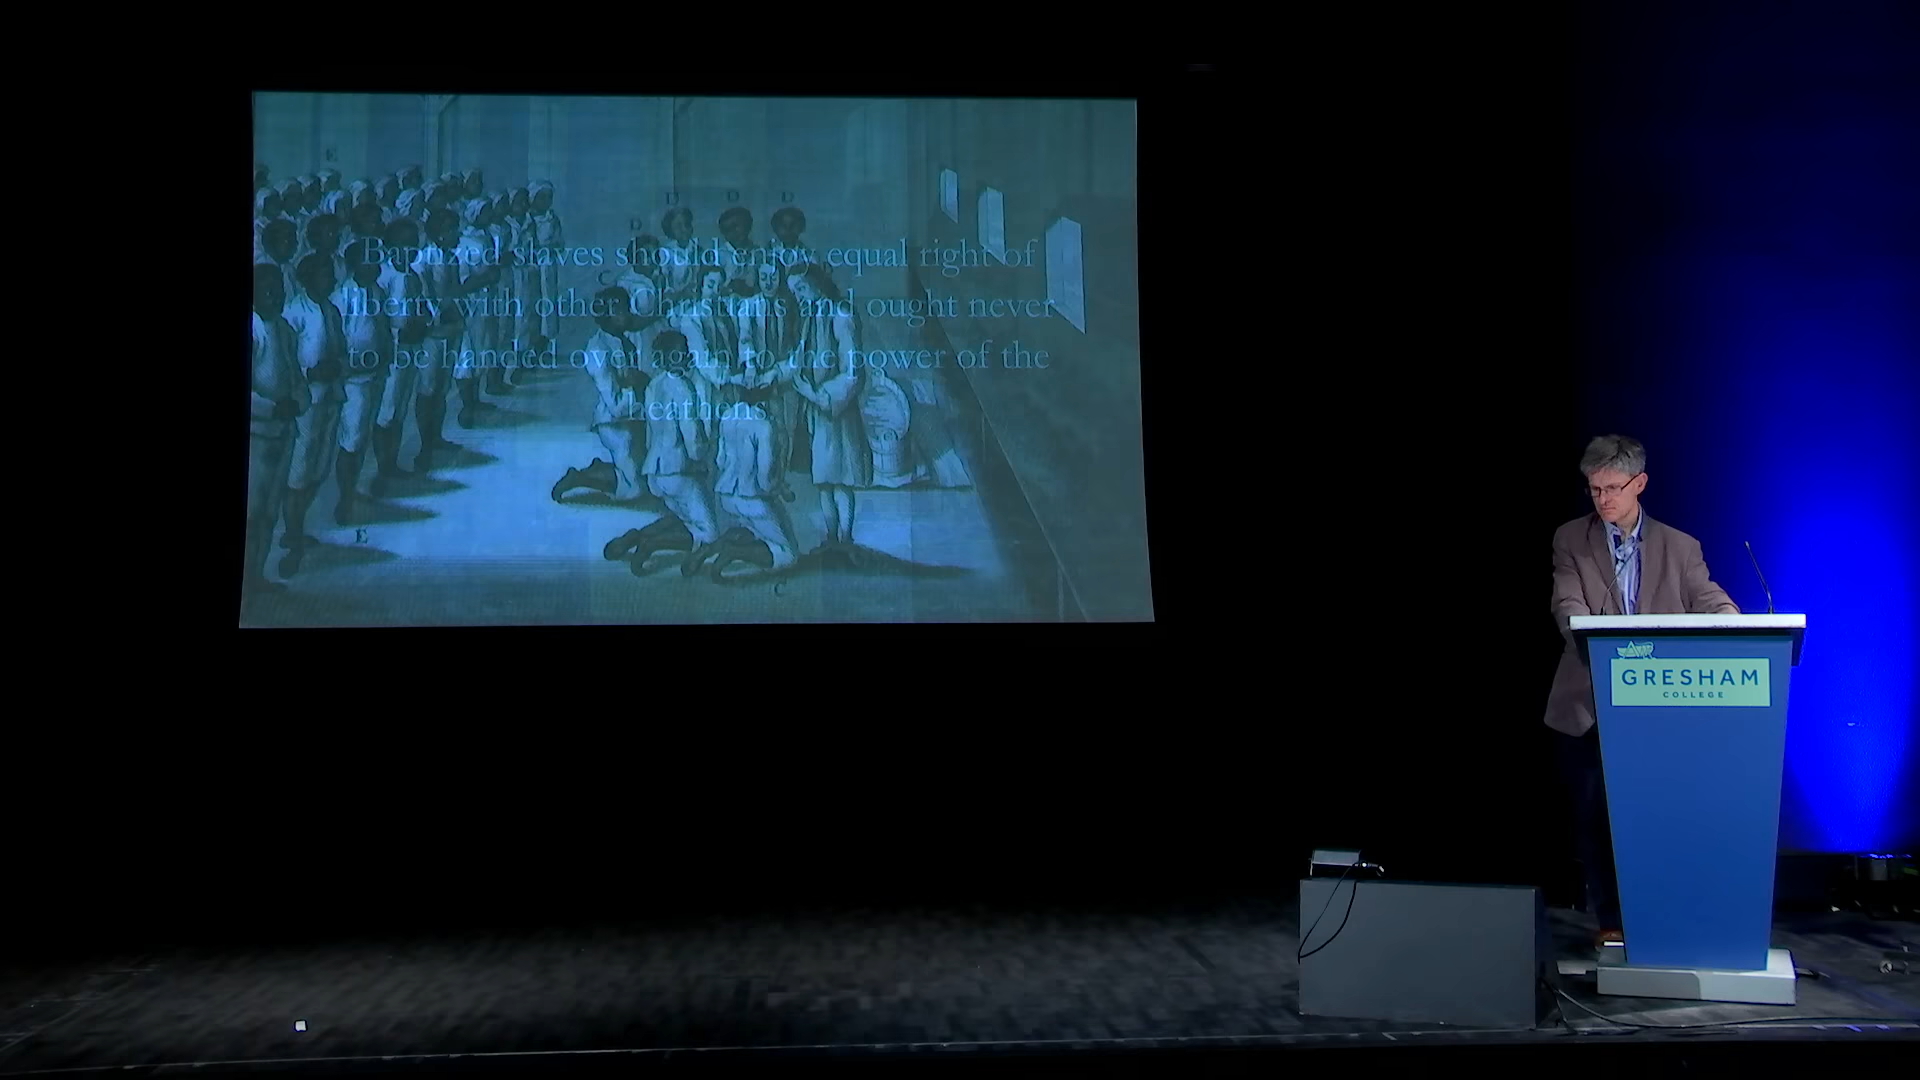 E
D D D
D
Baptized slaves should enjoy equal right of
C
liberty with other Christians and ought never
to be handed over again to the power of the
heathens.
E
C
GRESHAM
COLLEGE